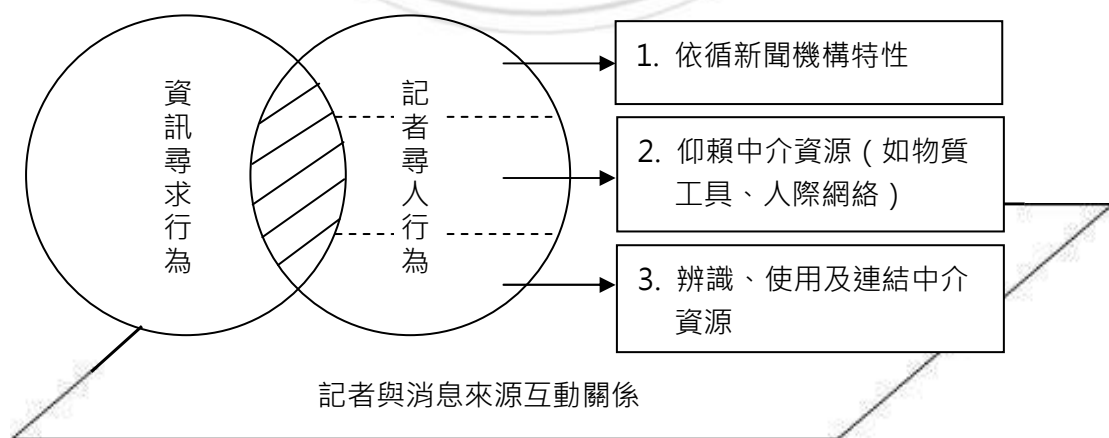 資訊尋求行為
記者尋人行為
1. 依循新聞機構特性
2. 仰賴中介資源（如物質
工具、人際網絡）
3. 辨識、使用及連結中介
資源
記者與消息來源互動關係